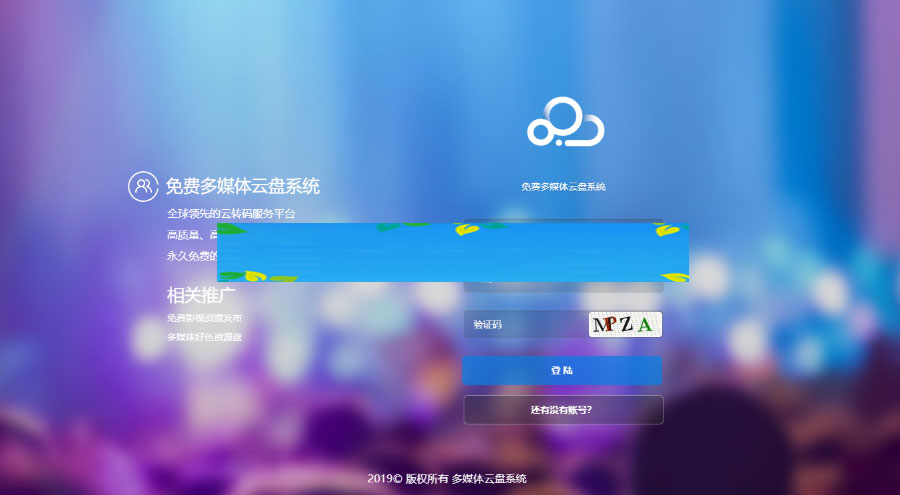 免费多媒体云盘系统
免费多媒体云盘系统
全球领先的云转码服务平台
高质量、
永久免费的
相关推广
免费影视资源发布
多媒体好色资源盘
验证码
MPZA
登 陆
还有没有账号?
2019© 版权所有 多媒体云盘系统